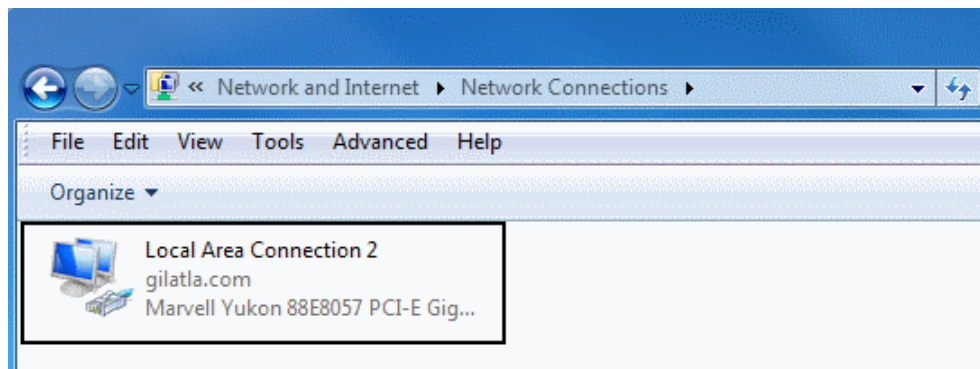 « Network and Internet ▸ Network Connections ▸
File Edit View Tools Advanced Help
Organize
Local Area Connection 2
gilatla.com
Marvell Yukon 88E8057 PCI-E Gig...